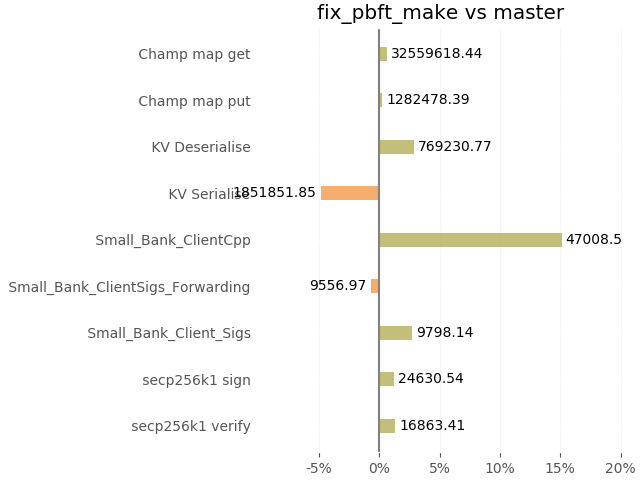 fix_pbft_make vs master
Champ map get 32559618.44
Champ map put 1282478.39
KV Deserialise 769230.77
KV Serialise 1851851.85
Small_Bank_ClientCpp 47008.5
Small_Bank_ClientSigs_Forwarding 9556.97
Small_Bank_Client_Sigs 9798.14
secp256k1 sign 24630.54
secp256k1 verify 16863.41
-5% 0% 5% 10% 15% 20%